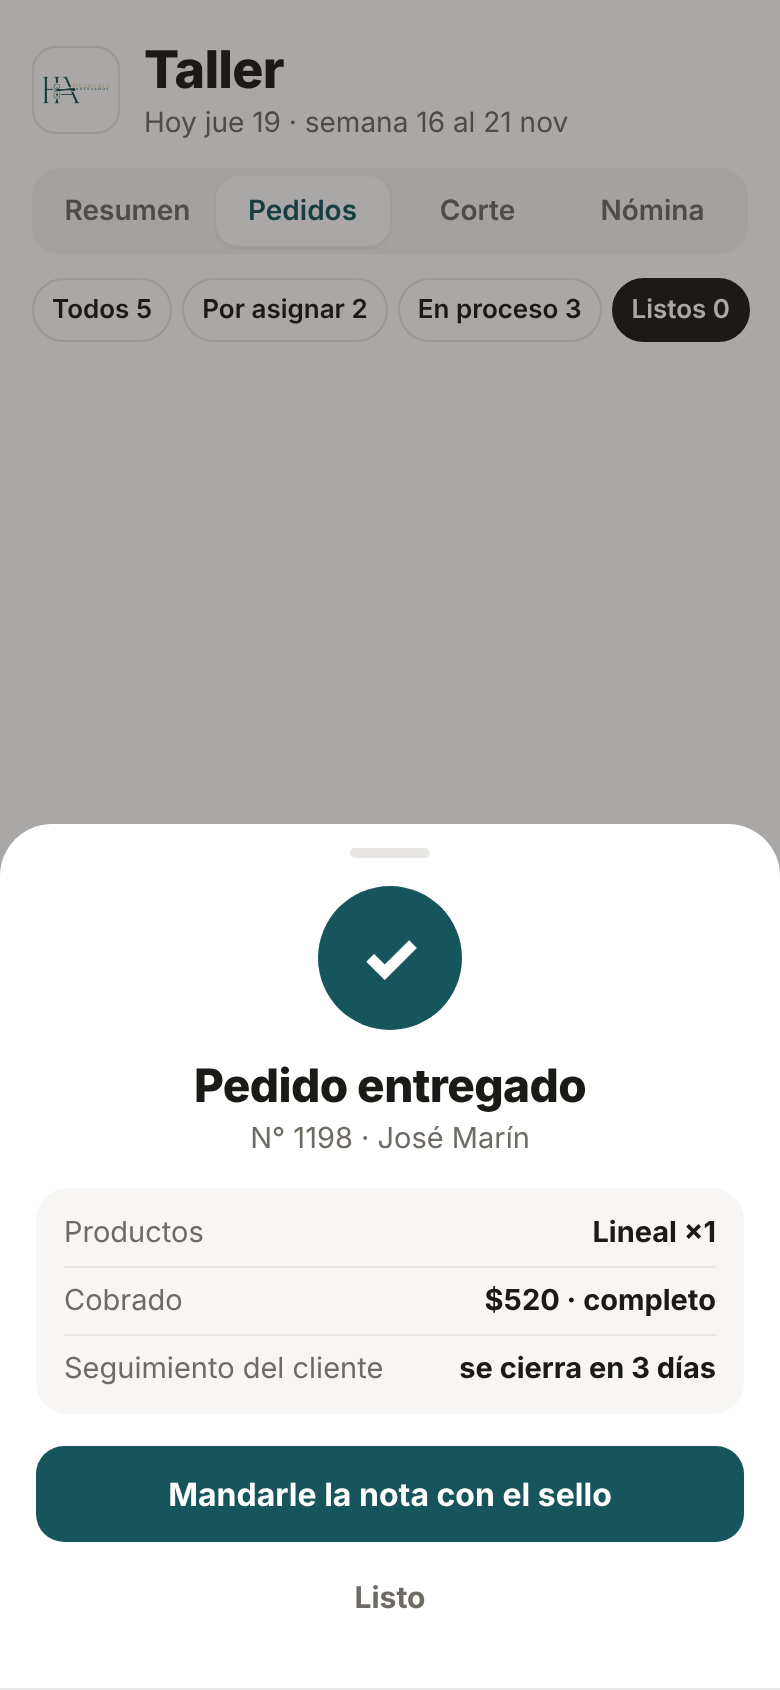 HA
Taller
Hoy jue 19 · semana 16 al 21 nov
Resumen Pedidos Corte Nómina
Todos 5 Por asignar 2 En proceso 3 Listos 0
Pedido entregado
N° 1198 · José Marín
Productos Lineal ×1
Cobrado $520 · completo
Seguimiento del cliente se cierra en 3 días
Mandarle la nota con el sello
Listo